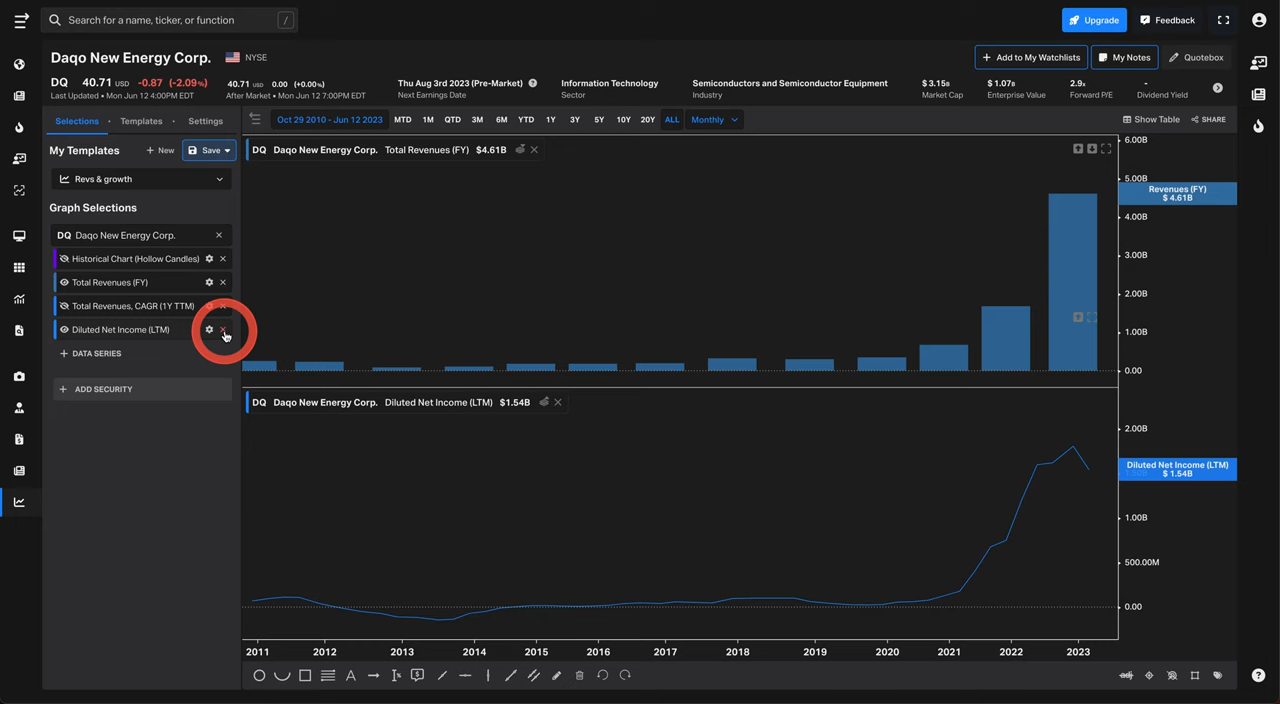 Search for a name, ticker, or function /
Upgrade
Feedback
Daqo New Energy Corp. NYSE
+ Add to My Watchlists
My Notes
Quotebox
DQ 40.71 USD -0.87 (-2.09%)
Last Updated • Mon Jun 12 4:00PM EDT
40.71 USD 0.00 (+0.00%)
After Market • Mon Jun 12 7:00PM EDT
Thu Aug 3rd 2023 (Pre-Market) ?
Next Earnings Date
Information Technology
Sector
Semiconductors and Semiconductor Equipment
Industry
$ 3.15B
Market Cap
$ 1.07B
Enterprise Value
2.9x
Forward P/E
-
Dividend Yield
Selections • Templates • Settings
Oct 29 2010 - Jun 12 2023 MTD 1M QTD 3M 6M YTD 1Y 3Y 5Y 10Y 20Y ALL Monthly
Show Table SHARE
My Templates + New Save
Revs & growth
Graph Selections
DQ Daqo New Energy Corp.
Historical Chart (Hollow Candles)
Total Revenues (FY)
Total Revenues, CAGR (1Y TTM)
Diluted Net Income (LTM)
+ DATA SERIES
+ ADD SECURITY
DQ Daqo New Energy Corp. Total Revenues (FY) $4.61B
6.00B
5.00B
Revenues (FY)
$ 4.61B
4.00B
3.00B
2.00B
1.00B
0.00
DQ Daqo New Energy Corp. Diluted Net Income (LTM) $1.54B
2.00B
Diluted Net Income (LTM)
$ 1.54B
1.00B
500.00M
0.00
2011 2012 2013 2014 2015 2016 2017 2018 2019 2020 2021 2022 2023
A
?